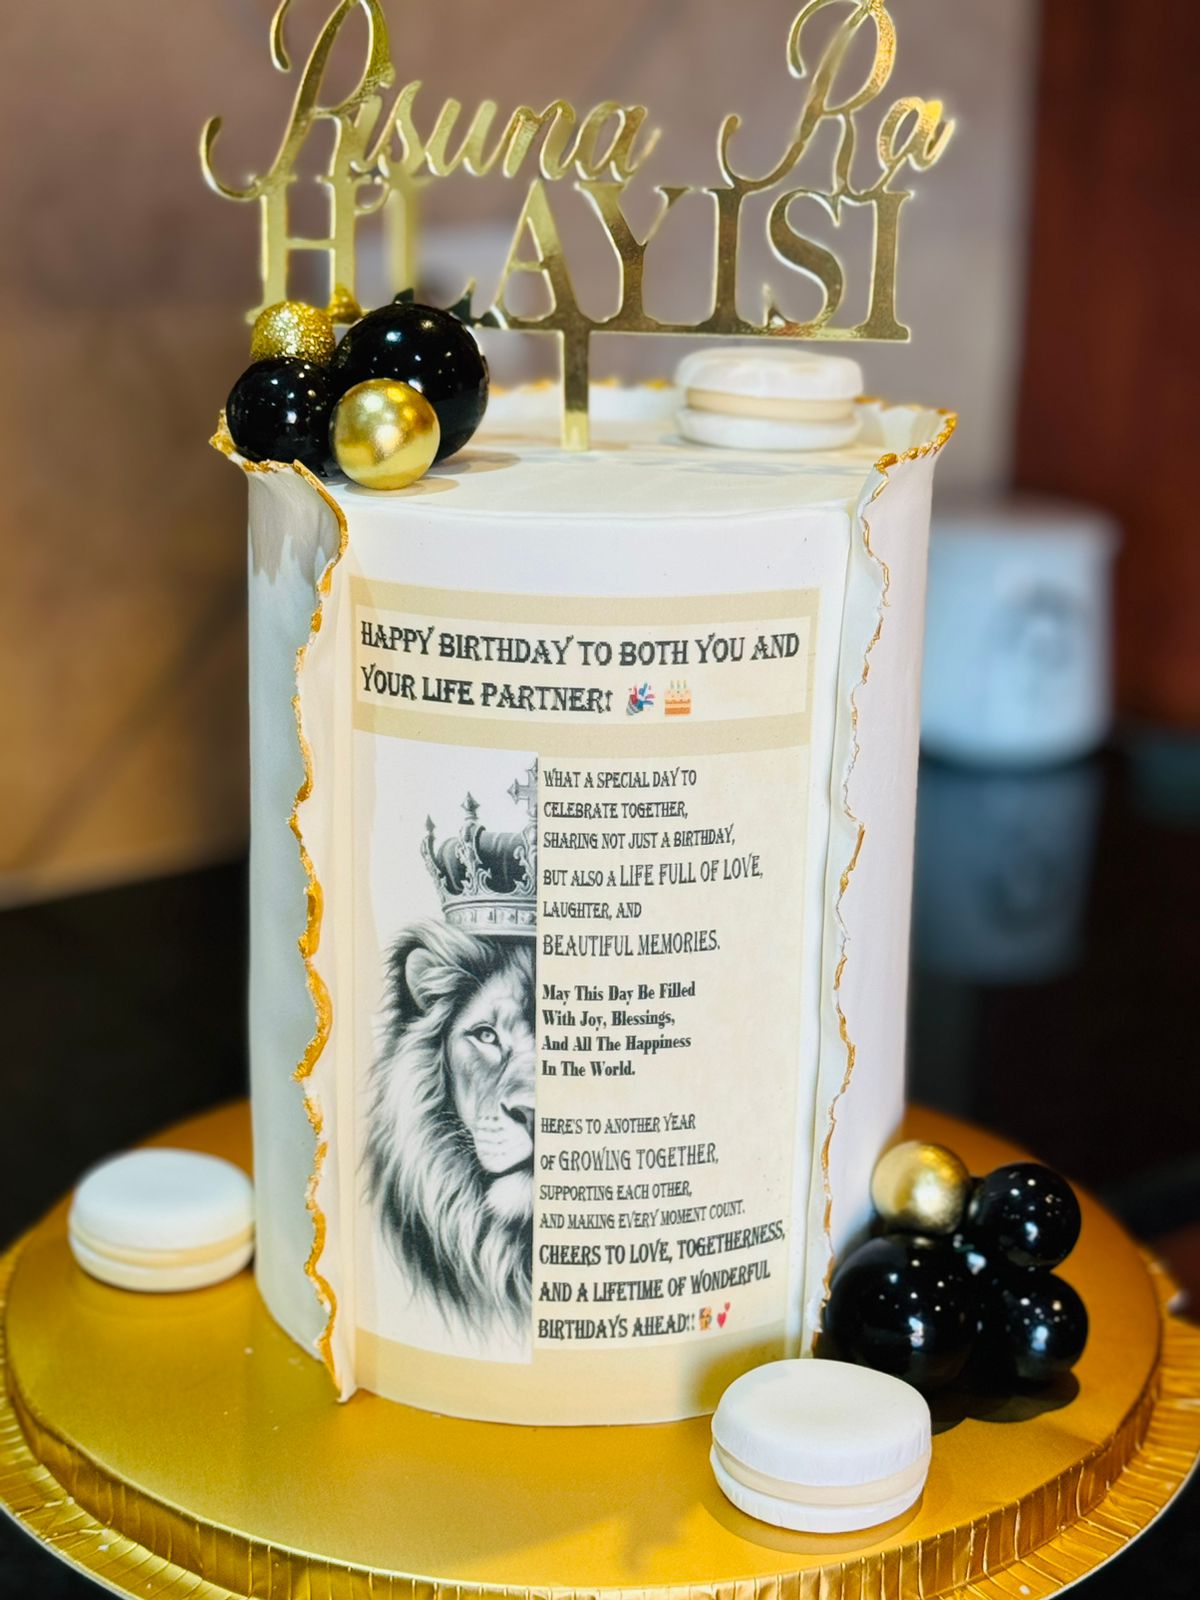 Risuna Ra
HLAYISI
HAPPY BIRTHDAY TO BOTH YOU AND
YOUR LIFE PARTNER! 🎉 🎂
WHAT A SPECIAL DAY TO
CELEBRATE TOGETHER,
SHARING NOT JUST A BIRTHDAY,
BUT ALSO A LIFE FULL OF LOVE,
LAUGHTER, AND
BEAUTIFUL MEMORIES.
May This Day Be Filled
With Joy, Blessings,
And All The Happiness
In The World.
HERE'S TO ANOTHER YEAR
OF GROWING TOGETHER,
SUPPORTING EACH OTHER,
AND MAKING EVERY MOMENT COUNT.
CHEERS TO LOVE, TOGETHERNESS,
AND A LIFETIME OF WONDERFUL
BIRTHDAYS AHEAD!! 💕